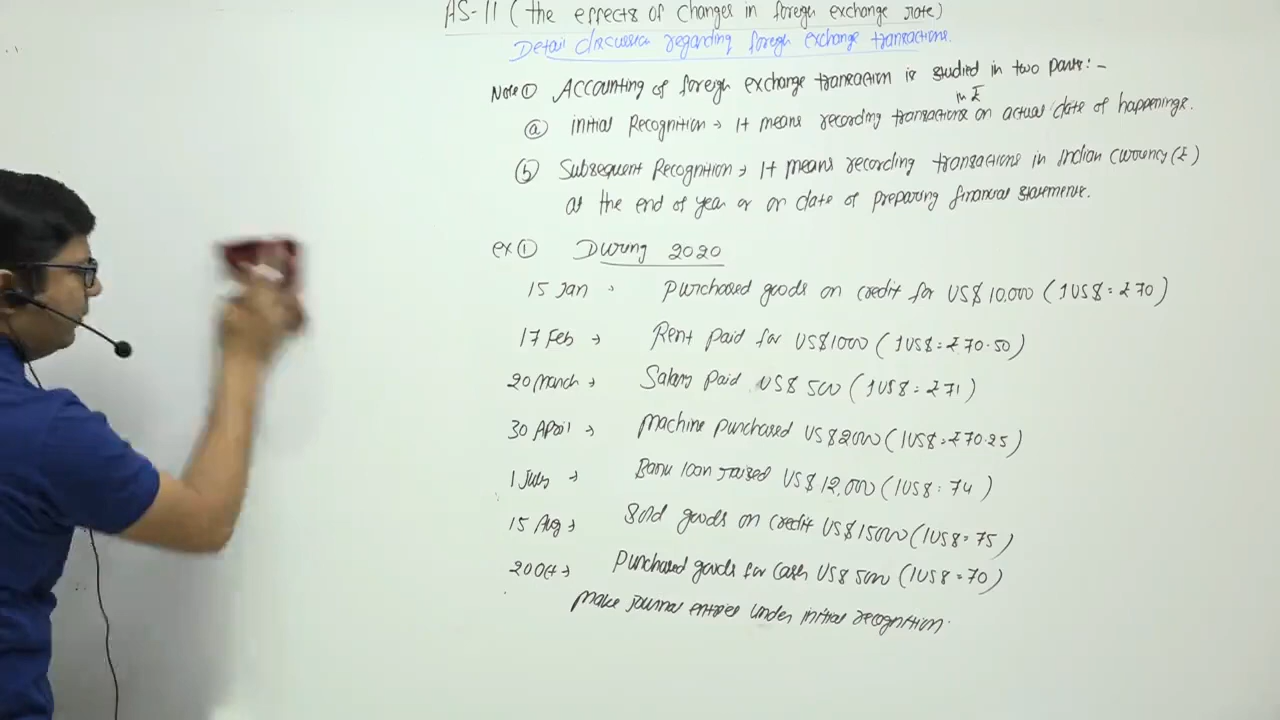 AS-11 (the effects of changes in foreign exchange rate)
Detail discussion regarding foreign exchange transactions.
Note① Accounting of foreign exchange transaction is studied in two parts:-
in ₹
ⓐ initial Recognition → It means recording transactions on actual date of happenings.
ⓑ Subsequent Recognition → It means recording transactions in Indian currency (₹)
at the end of year or on date of preparing financial statements.
ex① During 2020
15 Jan → purchased goods on credit for US$ 10,000 (1US$ = ₹70)
17 Feb → Rent paid for US$1000 (1US$ = ₹70.50)
20 March → Salary paid US$ 500 (1US$ = ₹71)
30 April → machine purchased US$2000 (1US$ = ₹70.25)
1 July → Bank loan raised US$ 12,000 (1US$ = 74)
15 Aug → Sold goods on credit US$15000 (1US$ = 75)
20 Oct → Purchased goods for cash US$ 5000 (1US$ = 70)
make journal entries under initial recognition.